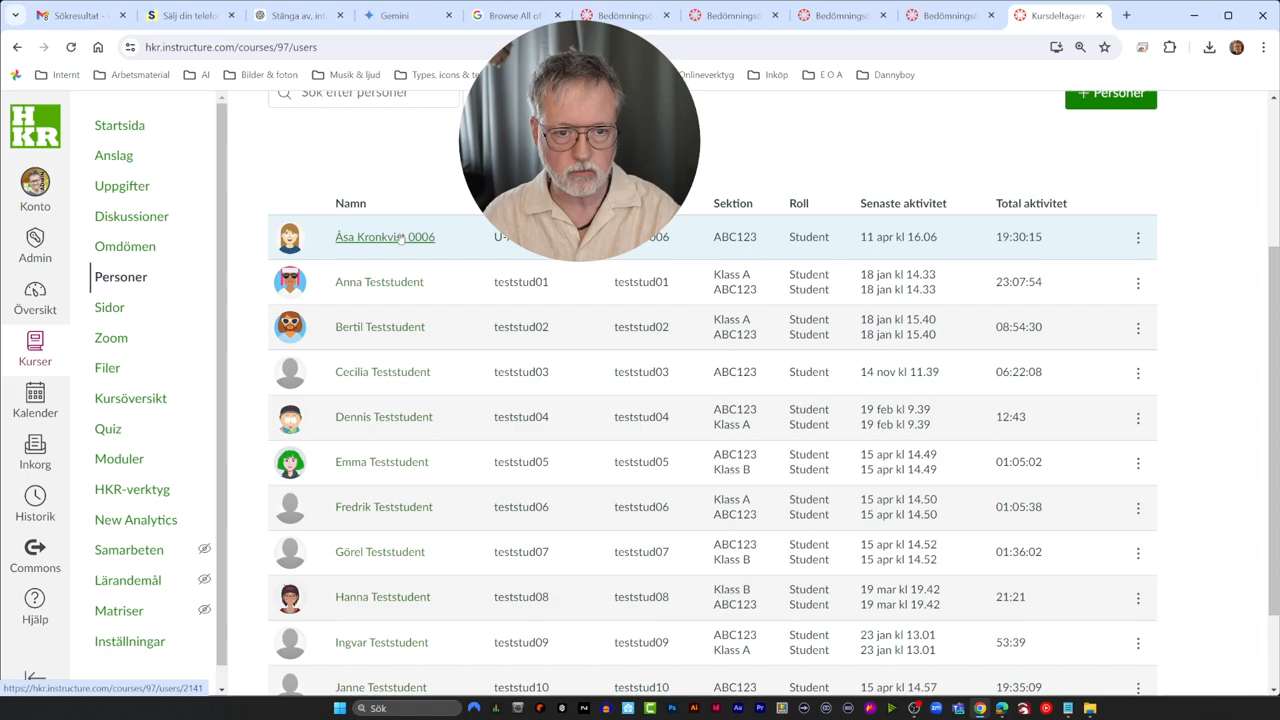 Sökresultat -
Sälj din telefo
Stänga av, in
Gemini
Browse All of
Bedömningsö
Bedömnings
Bedömnings
Bedömnings
Kursdeltagare
hkr.instructure.com/courses/97/users
Internt
Arbetsmaterial
AI
Bilder & foton
Musik & ljud
Types, icons & te
Onlineverktyg
Inköp
E O A
Dannyboy
HKR
Konto
Admin
Översikt
Kurser
Kalender
Inkorg
Historik
Commons
Hjälp
Startsida
Anslag
Uppgifter
Diskussioner
Omdömen
Personer
Sidor
Zoom
Filer
Kursöversikt
Quiz
Moduler
HKR-verktyg
New Analytics
Samarbeten
Lärandemål
Matriser
Inställningar
Sök efter personer
+ Personer
Namn Sektion Roll Senaste aktivitet Total aktivitet
Åsa Kronkvist 0006 ABC123 Student 11 apr kl 16.06 19:30:15
Anna Teststudent teststud01 teststud01 Klass A Student 18 jan kl 14.33 23:07:54
ABC123 18 jan kl 14.33
Bertil Teststudent teststud02 teststud02 Klass A Student 18 jan kl 15.40 08:54:30
ABC123 18 jan kl 15.40
Cecilia Teststudent teststud03 teststud03 ABC123 Student 14 nov kl 11.39 06:22:08
Dennis Teststudent teststud04 teststud04 ABC123 Student 19 feb kl 9.39 12:43
Klass A 19 feb kl 9.39
Emma Teststudent teststud05 teststud05 ABC123 Student 15 apr kl 14.49 01:05:02
Klass B 15 apr kl 14.49
Fredrik Teststudent teststud06 teststud06 Klass A Student 15 apr kl 14.50 01:05:38
ABC123 15 apr kl 14.50
Görel Teststudent teststud07 teststud07 ABC123 Student 15 apr kl 14.52 01:36:02
Klass B 15 apr kl 14.52
Hanna Teststudent teststud08 teststud08 Klass B Student 19 mar kl 19.42 21:21
ABC123 19 mar kl 19.42
Ingvar Teststudent teststud09 teststud09 ABC123 Student 23 jan kl 13.01 53:39
Klass A 23 jan kl 13.01
Janne Teststudent teststud10 teststud10 ABC123 Student 15 apr kl 14.57 19:35:09
https://hkr.instructure.com/courses/97/users/2141
Sök